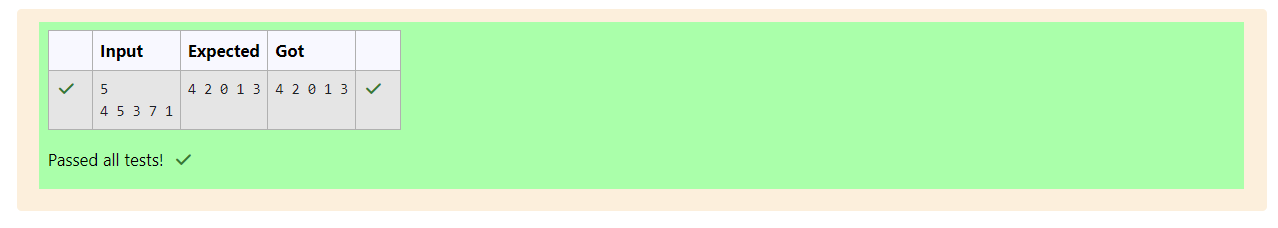 Input Expected Got
5 4 2 0 1 3 4 2 0 1 3
4 5 3 7 1
Passed all tests!